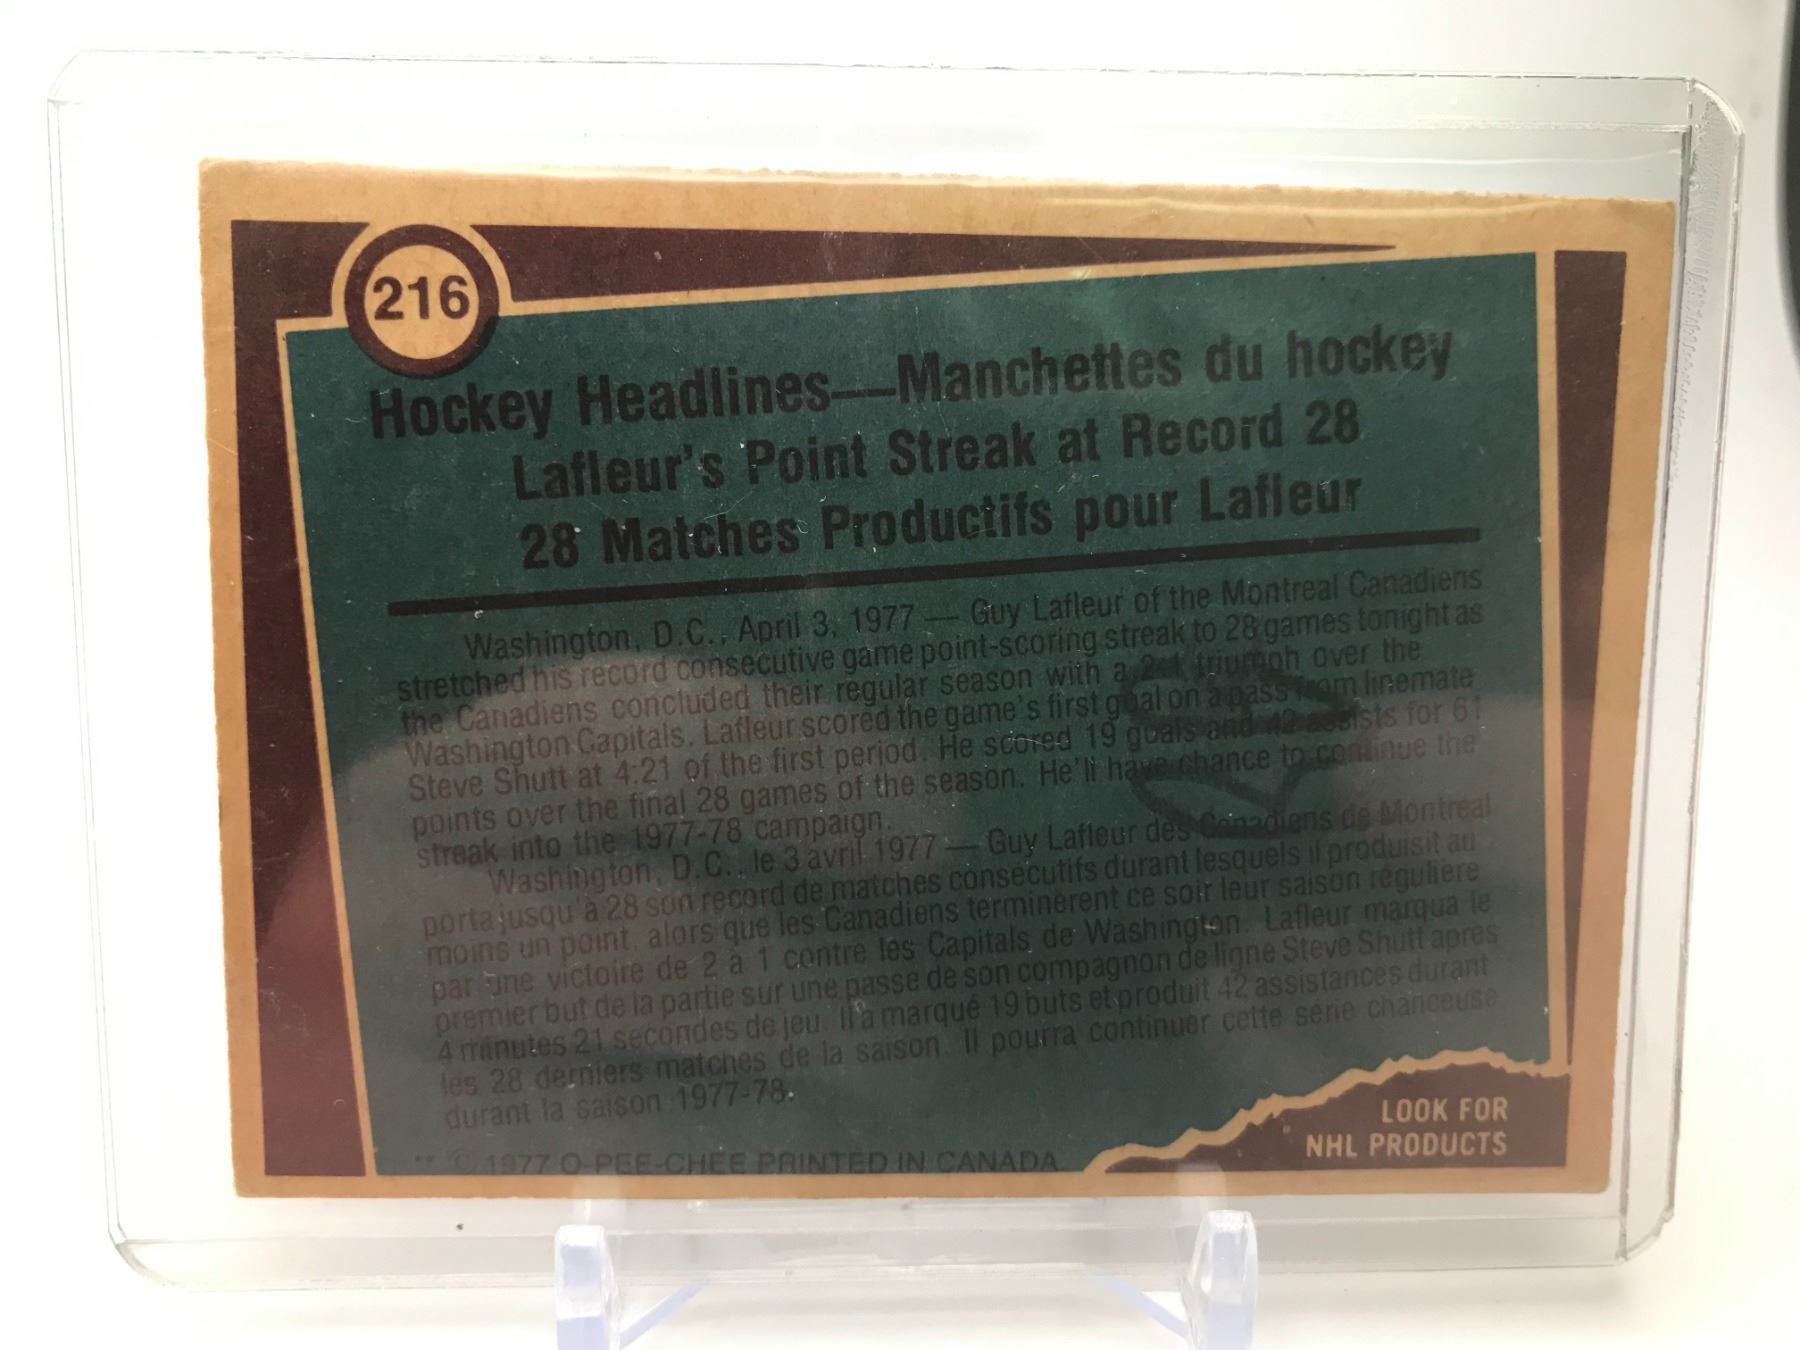 216
Hockey Headlines—Manchettes du hockey
Lafleur's Point Streak at Record 28
28 Matches Productifs pour Lafleur
Washington, D.C., April 3, 1977 — Guy Lafleur of the Montreal Canadiens
stretched his record consecutive game point-scoring streak to 28 games tonight as
the Canadiens concluded their regular season with a 2-1 triumph over the
Washington Capitals. Lafleur scored the game's first goal on a pass from linemate
Steve Shutt at 4:21 of the first period. He scored 19 goals and 42 assists for 61
points over the final 28 games of the season. He'll have chance to continue the
streak into the 1977-78 campaign.
Washington, D.C., le 3 avril 1977 — Guy Lafleur des Canadiens de Montréal
porta jusqu'à 28 son record de matches consécutifs durant lesquels il produisit au
moins un point, alors que les Canadiens terminèrent ce soir leur saison régulière
par une victoire de 2 à 1 contre les Capitals de Washington. Lafleur marqua le
premier but de la partie sur une passe de son compagnon de ligne Steve Shutt après
4 minutes 21 secondes de jeu. Il a marqué 19 buts et produit 42 assistances durant
les 28 derniers matches de la saison. Il pourra continuer cette série chanceuse
durant la saison 1977-78.
** © 1977 O-PEE-CHEE PRINTED IN CANADA
LOOK FOR
NHL PRODUCTS